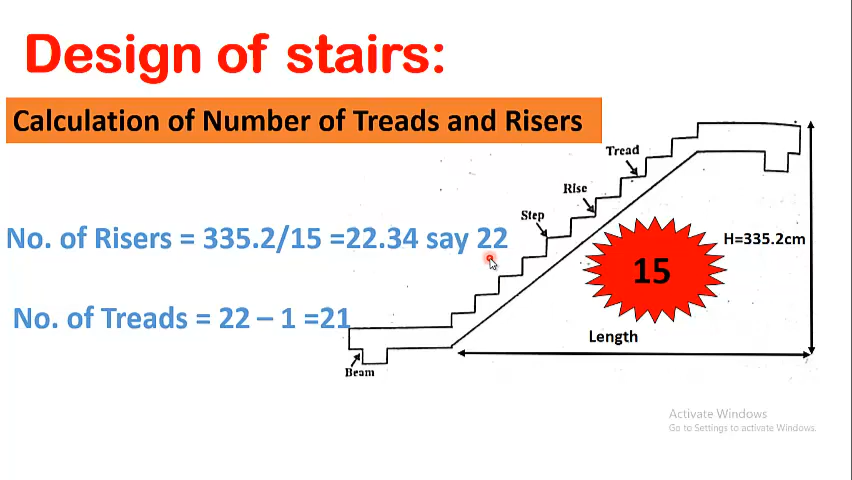 Design of stairs:
Calculation of Number of Treads and Risers
Tread
Rise
Step
No. of Risers = 335.2/15 =22.34 say 22
H=335.2cm
15
No. of Treads = 22 – 1 =21
Length
Beam
Activate Windows
Go to Settings to activate Windows.